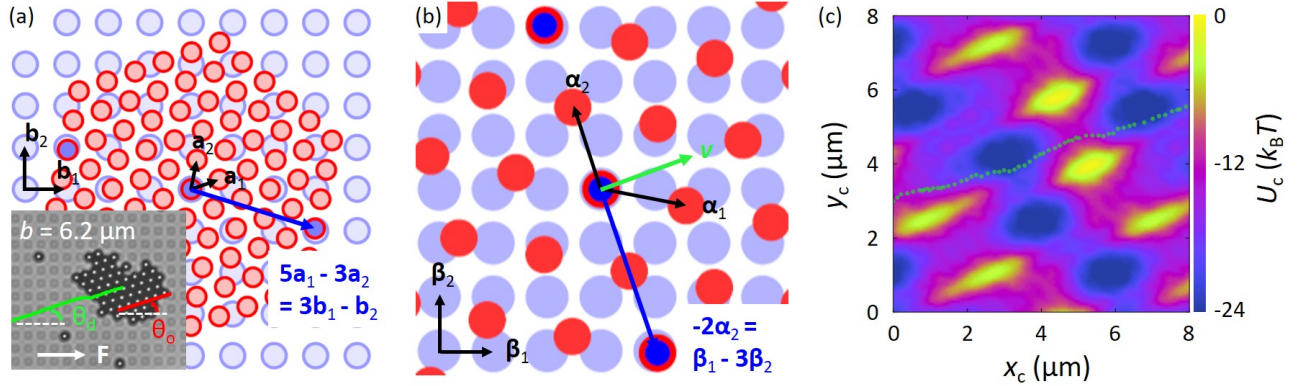 (a)
b₂
b₁
a₂
a₁
b = 6.2 μm
θd
θo
F
5a₁ - 3a₂
= 3b₁ - b₂
(b)
α₂
v
α₁
β₂
β₁
-2α₂ =
β₁ - 3β₂
(c)
8
6
4
2
0
yc (μm)
0 2 4 6 8
xc (μm)
0
-12
-24
Uc (kBT)